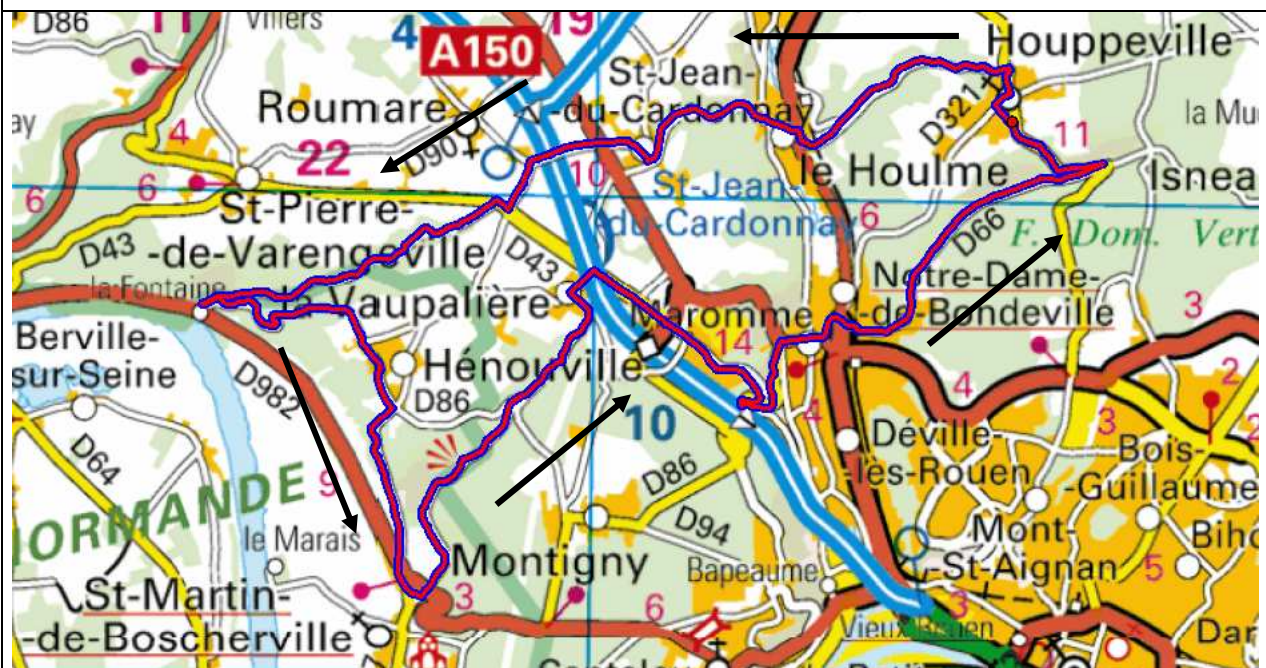 D86
11
Villers
4
A150
19
Houppeville
St-Jean-
-du-Cardonnay
Roumare
D90
D321
11
4
22
10
6
6
St-Jean-
du-Cardonnay
le Houlme
6
St-Pierre-
-de-Varengeville
D43
D43
D66
F. Dom. Vert
la Fontaine
la Vaupalière
Notre-Dame-
-de-Bondeville
Maromme
14
3
Berville-
sur-Seine
Hénouville
D86
D982
4
4
2
3
10
Déville-
-lès-Rouen
Bois-
-Guillaume
D64
D86
D94
9
ORMANDE
le Marais
Montigny
Bapeaume
Mont-
-St-Aignan
5
St-Martin-
-de-Boscherville
3
6
3
Vieux Rouen